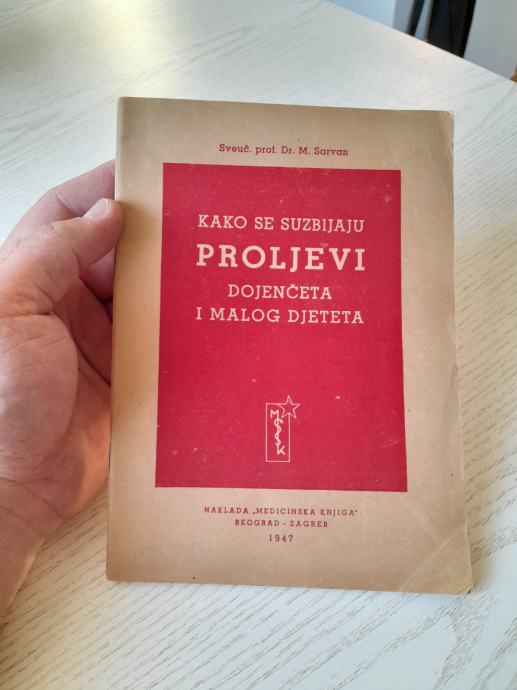 Sveuč. prof. Dr. M. Sarvan
KAKO SE SUZBIJAJU
PROLJEVI
DOJENČETA
I MALOG DJETETA
M
K
NAKLADA „MEDICINSKA KNJIGA“
BEOGRAD - ZAGREB
1947